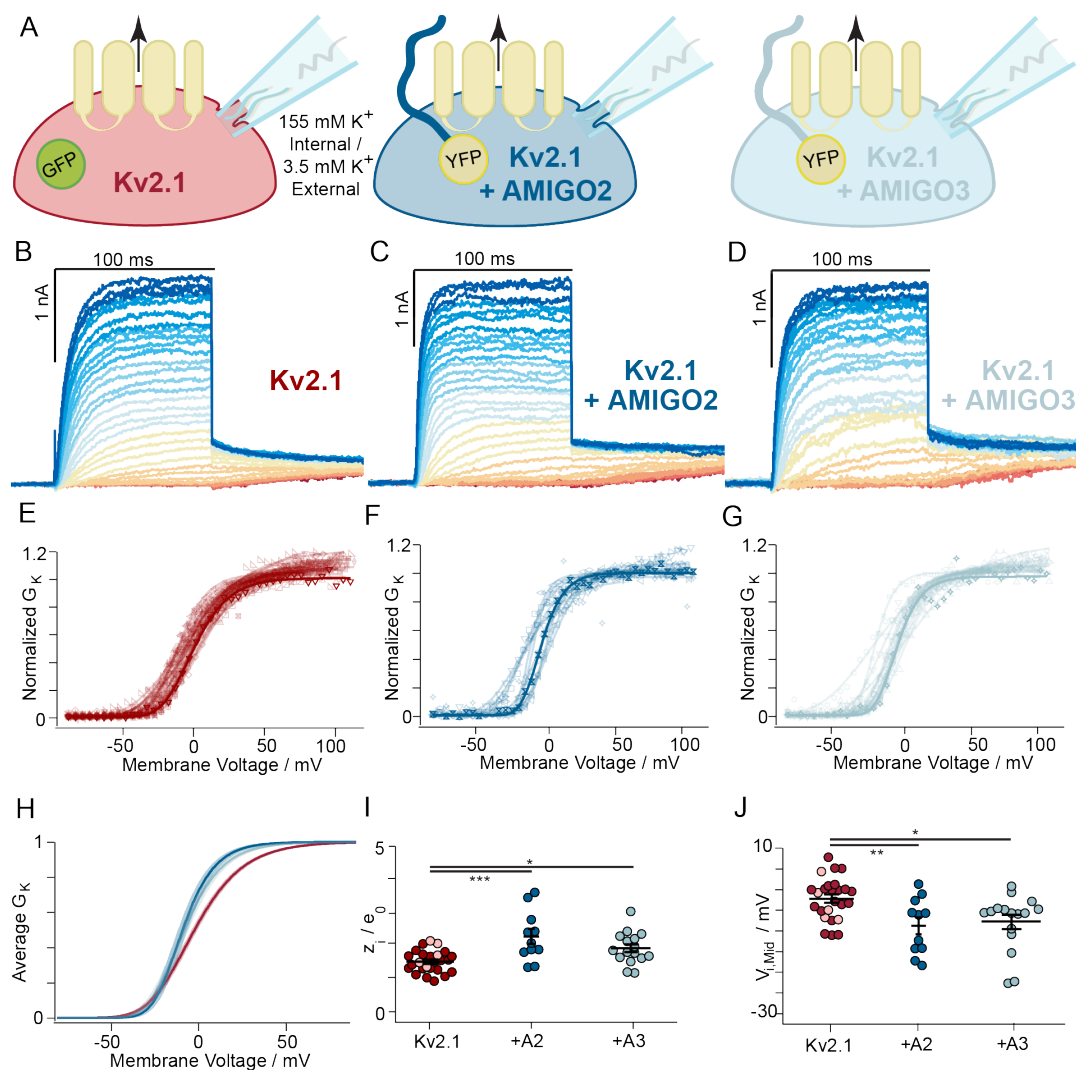 A
155 mM K+
Internal /
3.5 mM K+
External
GFP
Kv2.1
YFP
Kv2.1
+ AMIGO2
YFP
Kv2.1
+ AMIGO3
B
100 ms
1 nA
Kv2.1
C
100 ms
1 nA
Kv2.1
+ AMIGO2
D
100 ms
1 nA
Kv2.1
+ AMIGO3
E
1.2
0
Normalized GK
-50
0
50
100
Membrane Voltage / mV
F
1.2
0
Normalized GK
-50
0
50
100
Membrane Voltage / mV
G
1.2
0
Normalized GK
-50
0
50
100
Membrane Voltage / mV
H
1
0
Average GK
-50
0
50
Membrane Voltage / mV
I
5
0
zi / e0
*
***
Kv2.1
+A2
+A3
J
10
-30
Vi,Mid / mV
*
**
Kv2.1
+A2
+A3